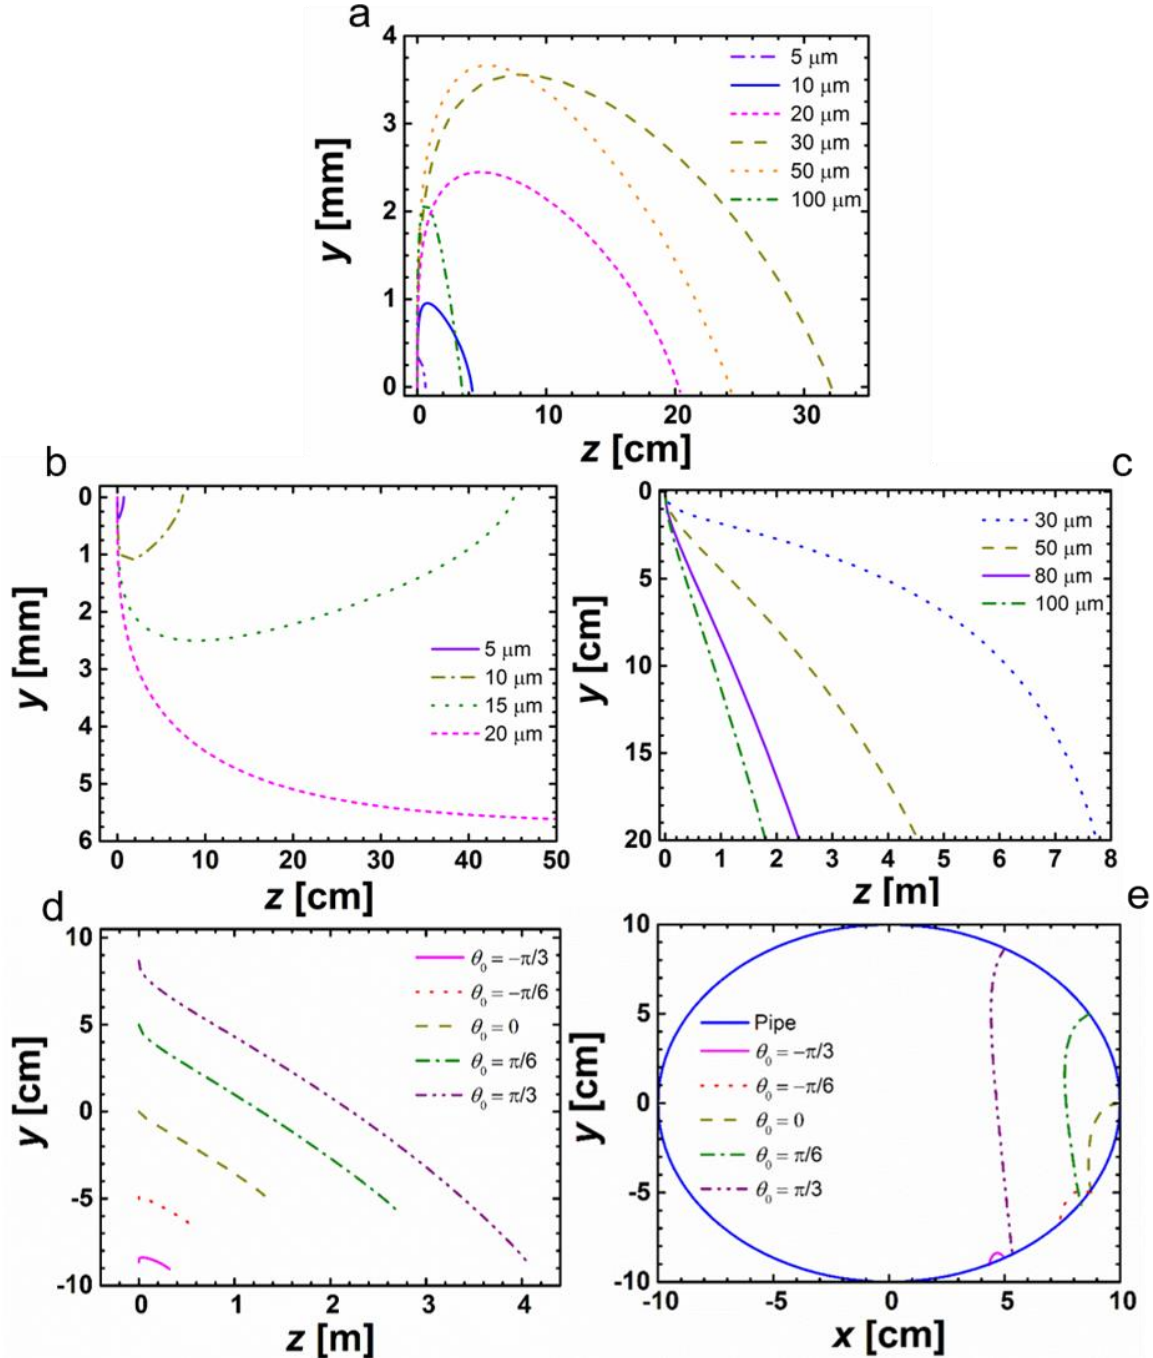 a
4
3
2
1
0
y [mm]
5 μm
10 μm
20 μm
30 μm
50 μm
100 μm
0 10 20 30
z [cm]
b
0
1
2
3
4
5
6
y [mm]
5 μm
10 μm
15 μm
20 μm
0 10 20 30 40 50
z [cm]
c
0
5
10
15
20
y [cm]
30 μm
50 μm
80 μm
100 μm
0 1 2 3 4 5 6 7 8
z [m]
d
10
5
0
-5
-10
y [cm]
θ₀ = −π/3
θ₀ = −π/6
θ₀ = 0
θ₀ = π/6
θ₀ = π/3
0 1 2 3 4
z [m]
e
10
5
0
-5
-10
y [cm]
Pipe
θ₀ = −π/3
θ₀ = −π/6
θ₀ = 0
θ₀ = π/6
θ₀ = π/3
-10 -5 0 5 10
x [cm]